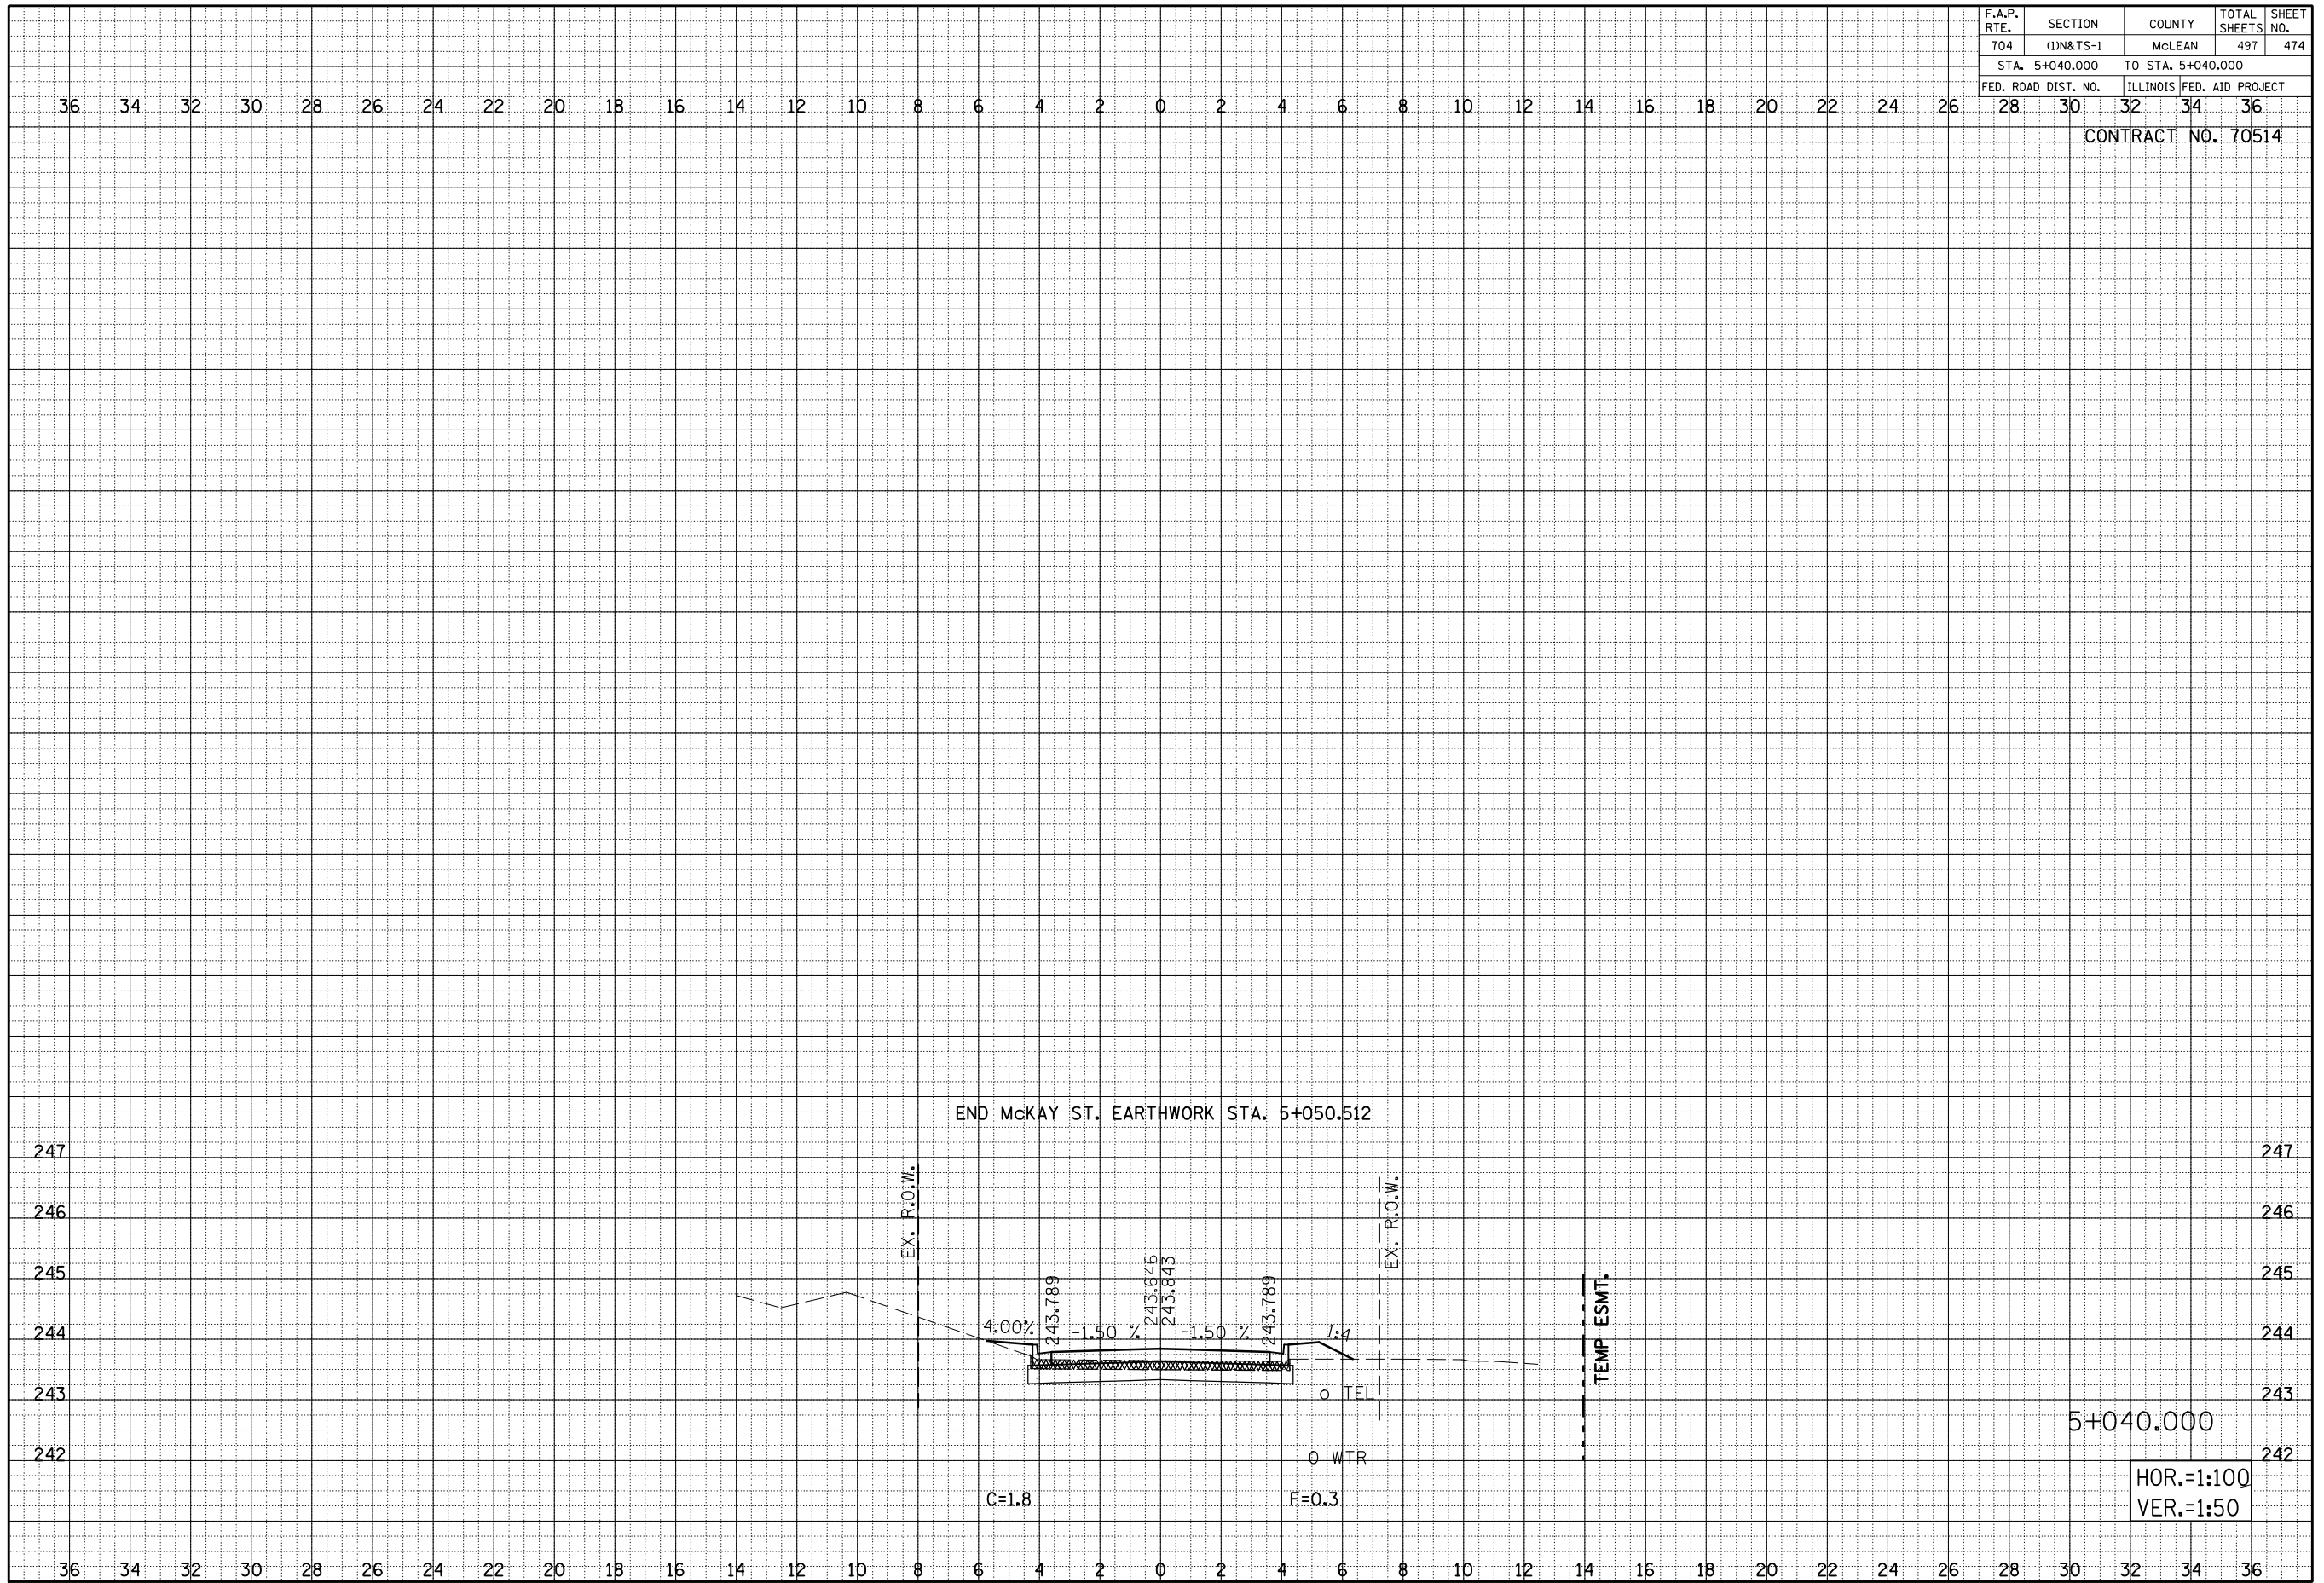 F.A.P. RTE. SECTION COUNTY TOTAL SHEETS SHEET NO.
704 (1)N&TS-1 McLEAN 497 474
STA. 5+040.000 TO STA. 5+040.000
FED. ROAD DIST. NO. ILLINOIS FED. AID PROJECT
36 34 32 30 28 26 24 22 20 18 16 14 12 10 8 6 4 2 0 2 4 6 8 10 12 14 16 18 20 22 24 26 28 30 32 34 36
CONTRACT NO. 70514
END McKAY ST. EARTHWORK STA. 5+050.512
247 247
246 246
245 245
244 244
243 243
242 242
EX. R.O.W.
EX. R.O.W.
TEMP ESMT.
243.789
243.646
243.843
243.789
4.00% -1.50 % -1.50 % 1:4
TEL
WTR
5+040.000
C=1.8 F=0.3
HOR.=1:100
VER.=1:50
36 34 32 30 28 26 24 22 20 18 16 14 12 10 8 6 4 2 0 2 4 6 8 10 12 14 16 18 20 22 24 26 28 30 32 34 36